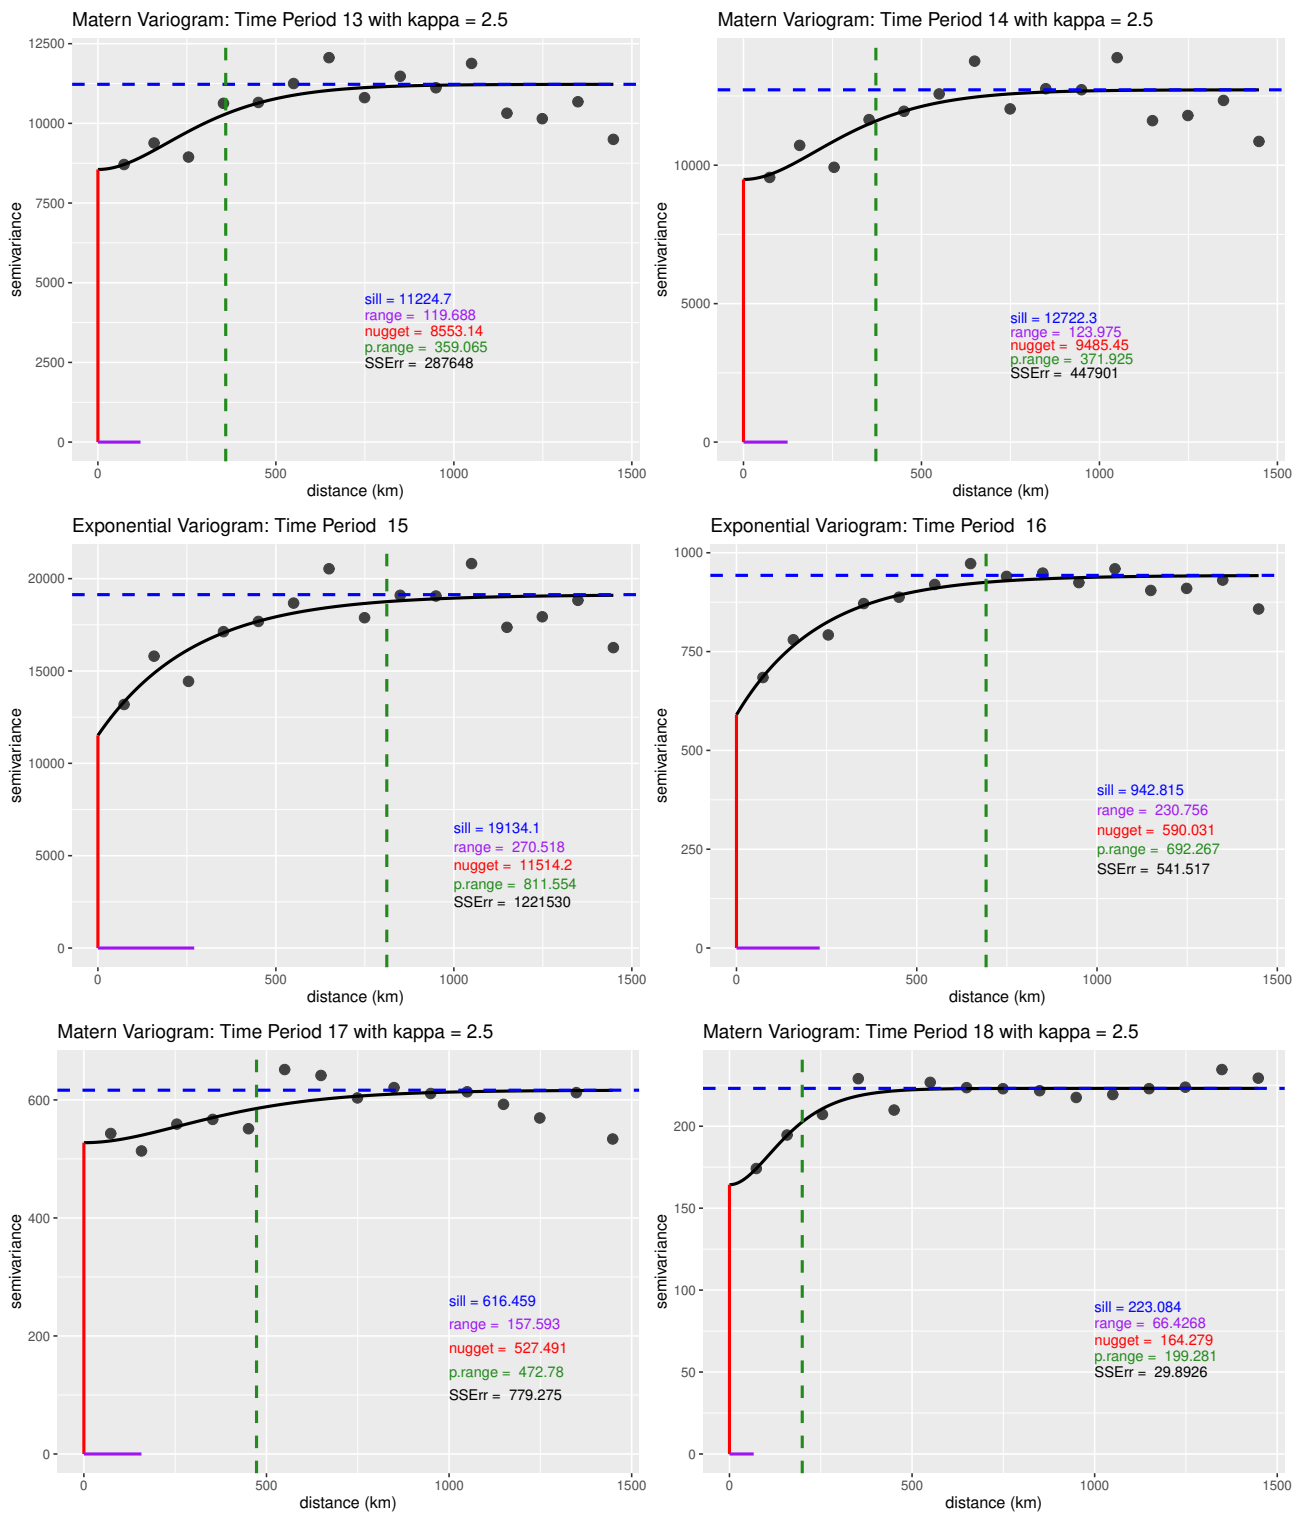 Matern Variogram: Time Period 13 with kappa = 2.5
12500
10000
7500
5000
2500
0
semivariance
sill = 11224.7
range = 119.688
nugget = 8553.14
p.range = 359.065
SSErr = 287648
0 500 1000 1500
distance (km)
Matern Variogram: Time Period 14 with kappa = 2.5
10000
5000
0
semivariance
sill = 12722.3
range = 123.975
nugget = 9485.45
p.range = 371.925
SSErr = 447901
0 500 1000 1500
distance (km)
Exponential Variogram: Time Period 15
20000
15000
10000
5000
0
semivariance
sill = 19134.1
range = 270.518
nugget = 11514.2
p.range = 811.554
SSErr = 1221530
0 500 1000 1500
distance (km)
Exponential Variogram: Time Period 16
1000
750
500
250
0
semivariance
sill = 942.815
range = 230.756
nugget = 590.031
p.range = 692.267
SSErr = 541.517
0 500 1000 1500
distance (km)
Matern Variogram: Time Period 17 with kappa = 2.5
600
400
200
0
semivariance
sill = 616.459
range = 157.593
nugget = 527.491
p.range = 472.78
SSErr = 779.275
0 500 1000 1500
distance (km)
Matern Variogram: Time Period 18 with kappa = 2.5
200
150
100
50
0
semivariance
sill = 223.084
range = 66.4268
nugget = 164.279
p.range = 199.281
SSErr = 29.8926
0 500 1000 1500
distance (km)